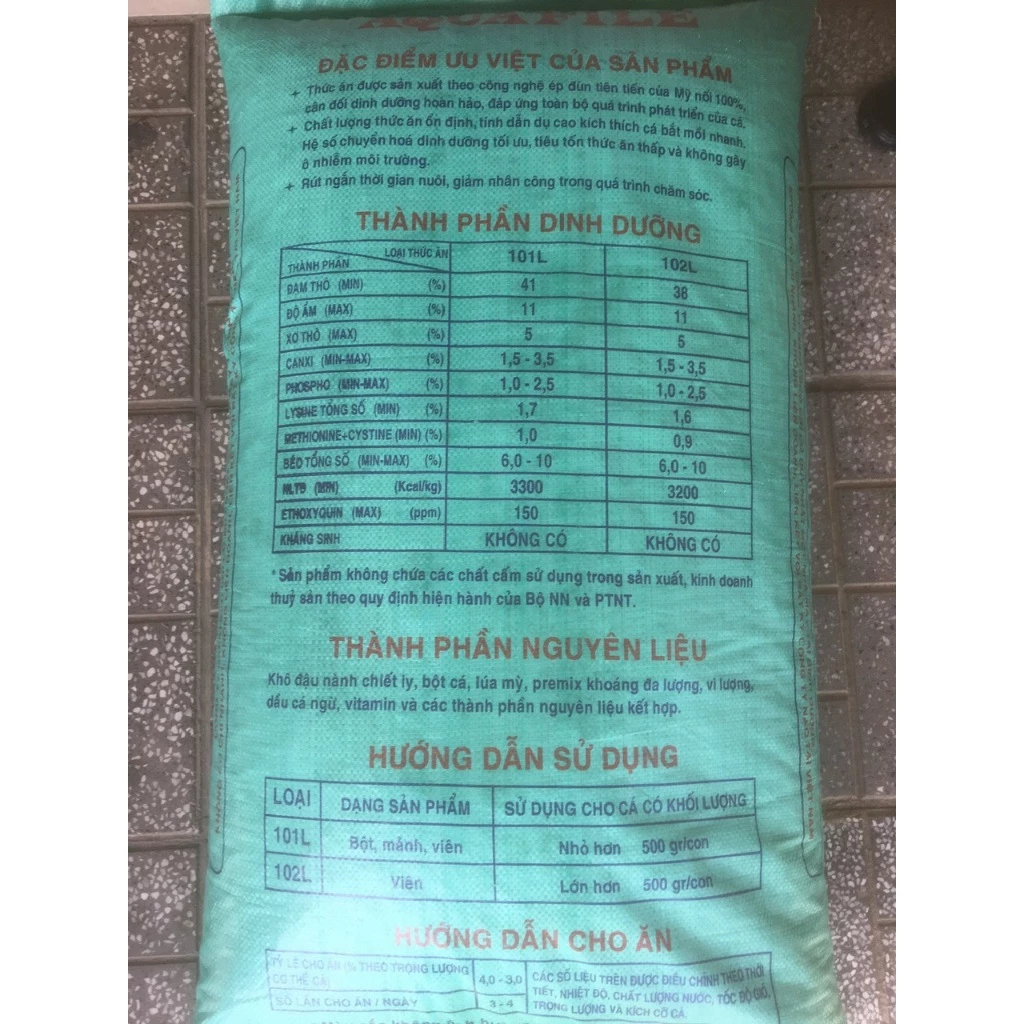 ĐẶC ĐIỂM ƯU VIỆT CỦA SẢN PHẨM
+ Thức ăn được sản xuất theo công nghệ ép đùn tiên tiến của Mỹ nổi 100%,
cân đối dinh dưỡng hoàn hảo, đáp ứng toàn bộ quá trình phát triển của cá.
+ Chất lượng thức ăn ổn định, tính dẫn dụ cao kích thích cá bắt mồi nhanh.
Hệ số chuyển hoá dinh dưỡng tối ưu, tiêu tốn thức ăn thấp và không gây
ô nhiễm môi trường.
+ Rút ngắn thời gian nuôi, giảm nhân công trong quá trình chăm sóc.
THÀNH PHẦN DINH DƯỠNG
THÀNH PHẦN LOẠI THỨC ĂN 101L 102L
ĐẠM THÔ (MIN) (%) 41 38
ĐỘ ẨM (MAX) (%) 11 11
XƠ THÔ (MAX) (%) 5 5
CANXI (MIN-MAX) (%) 1,5 - 3,5 1,5 - 3,5
PHOSPHO (MIN-MAX) (%) 1,0 - 2,5 1,0 - 2,5
LYSINE TỔNG SỐ (MIN) (%) 1,7 1,6
METHIONINE+CYSTINE (MIN) (%) 1,0 0,9
BÉO TỔNG SỐ (MIN-MAX) (%) 6,0 - 10 6,0 - 10
NLTĐ (MIN) (Kcal/kg) 3300 3200
ETHOXYQUIN (MAX) (ppm) 150 150
KHÁNG SINH KHÔNG CÓ KHÔNG CÓ
* Sản phẩm không chứa các chất cấm sử dụng trong sản xuất, kinh doanh
thuỷ sản theo quy định hiện hành của Bộ NN và PTNT.
THÀNH PHẦN NGUYÊN LIỆU
Khô đậu nành chiết ly, bột cá, lúa mỳ, premix khoáng đa lượng, vi lượng,
dầu cá ngừ, vitamin và các thành phần nguyên liệu kết hợp.
HƯỚNG DẪN SỬ DỤNG
LOẠI DẠNG SẢN PHẨM SỬ DỤNG CHO CÁ CÓ KHỐI LƯỢNG
101L Bột, mảnh, viên Nhỏ hơn 500 gr/con
102L Viên Lớn hơn 500 gr/con
HƯỚNG DẪN CHO ĂN
TỶ LỆ CHO ĂN (% THEO TRỌNG LƯỢNG
CƠ THỂ CÁ) 4,0 - 3,0
SỐ LẦN CHO ĂN / NGÀY 3 - 4
CÁC SỐ LIỆU TRÊN ĐƯỢC ĐIỀU CHỈNH THEO THỜI
TIẾT, NHIỆT ĐỘ, CHẤT LƯỢNG NƯỚC, TỐC ĐỘ GIÓ,
TRỌNG LƯỢNG VÀ KÍCH CỠ CÁ.